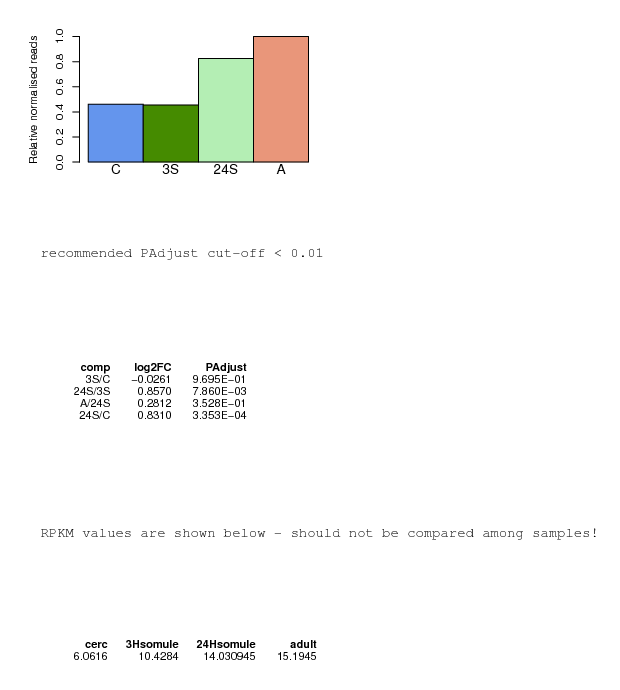 Relative normalised reads
1.0
0.8
0.6
0.4
0.2
0.0
C 3S 24S A
recommended PAdjust cut-off < 0.01
comp log2FC PAdjust
3S/C −0.0261 9.695E−01
24S/3S 0.8570 7.860E−03
A/24S 0.2812 3.528E−01
24S/C 0.8310 3.353E−04
RPKM values are shown below - should not be compared among samples!
cerc 3Hsomule 24Hsomule adult
6.0616 10.4284 14.030945 15.1945